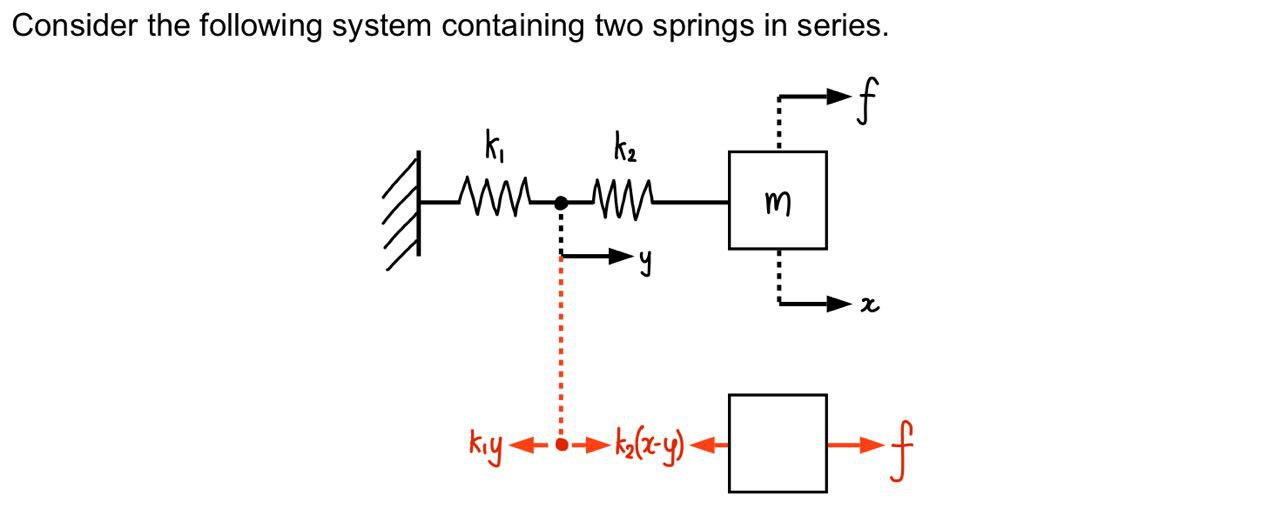 Consider the following system containing two springs in series.
f
k₁ k₂
m
y
x
k₁y k₂(x-y) f